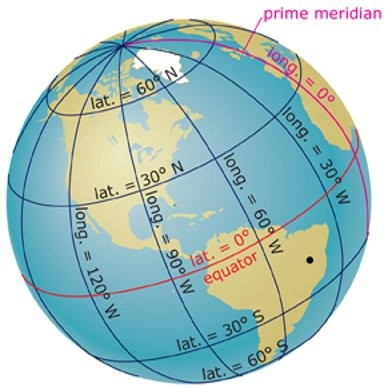 prime meridian
long. = 0°
lat. = 60° N
long. = 30° W
lat. = 30° N
long. = 60° W
long. = 90° W
long. = 120° W
lat. = 0°
equator
lat. = 30° S
lat. = 60° S